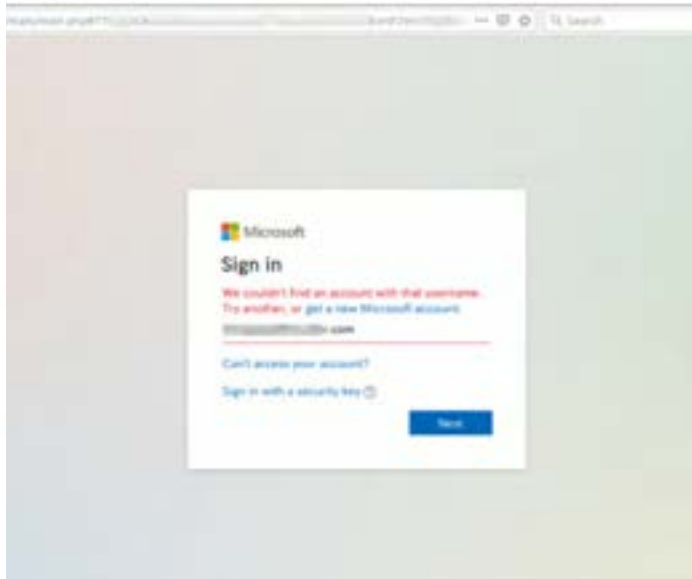 Search
Microsoft
Sign in
We couldn't find an account with that username.
Try another, or get a new Microsoft account.
.com
Can't access your account?
Sign in with a security key
Next